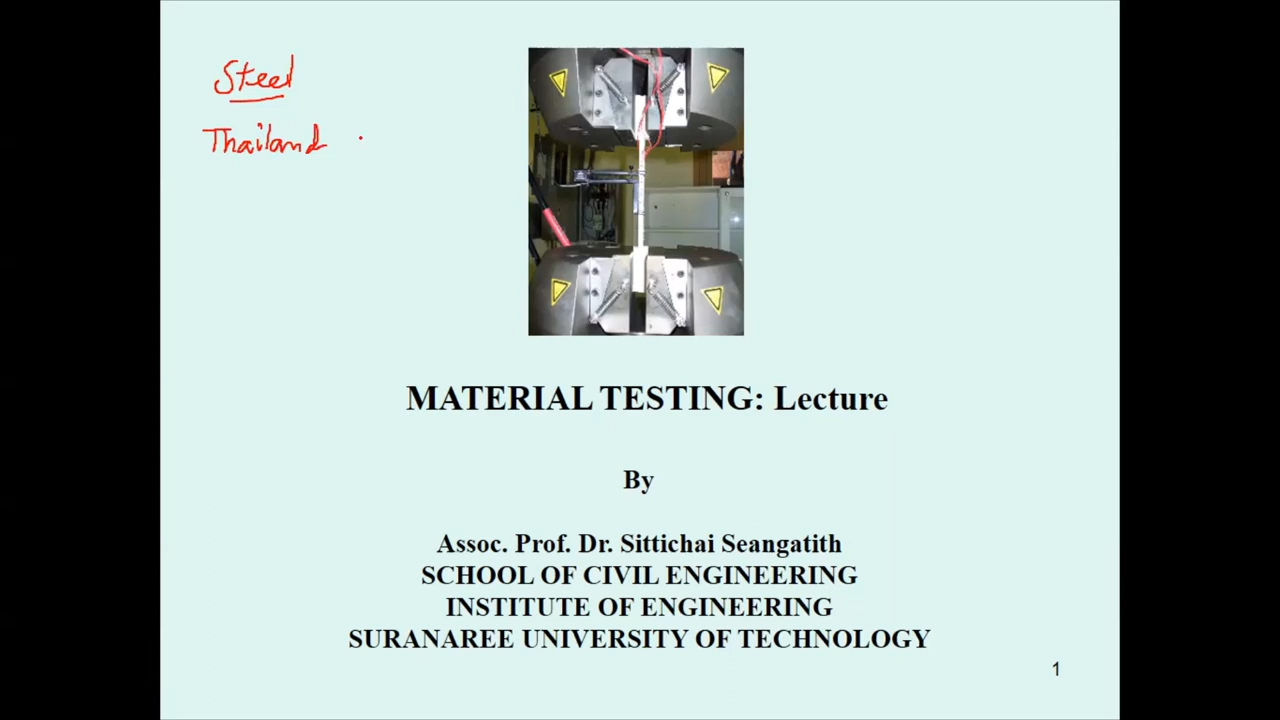 Steel
Thailand
MATERIAL TESTING: Lecture
By
Assoc. Prof. Dr. Sittichai Seangatith
SCHOOL OF CIVIL ENGINEERING
INSTITUTE OF ENGINEERING
SURANAREE UNIVERSITY OF TECHNOLOGY
1